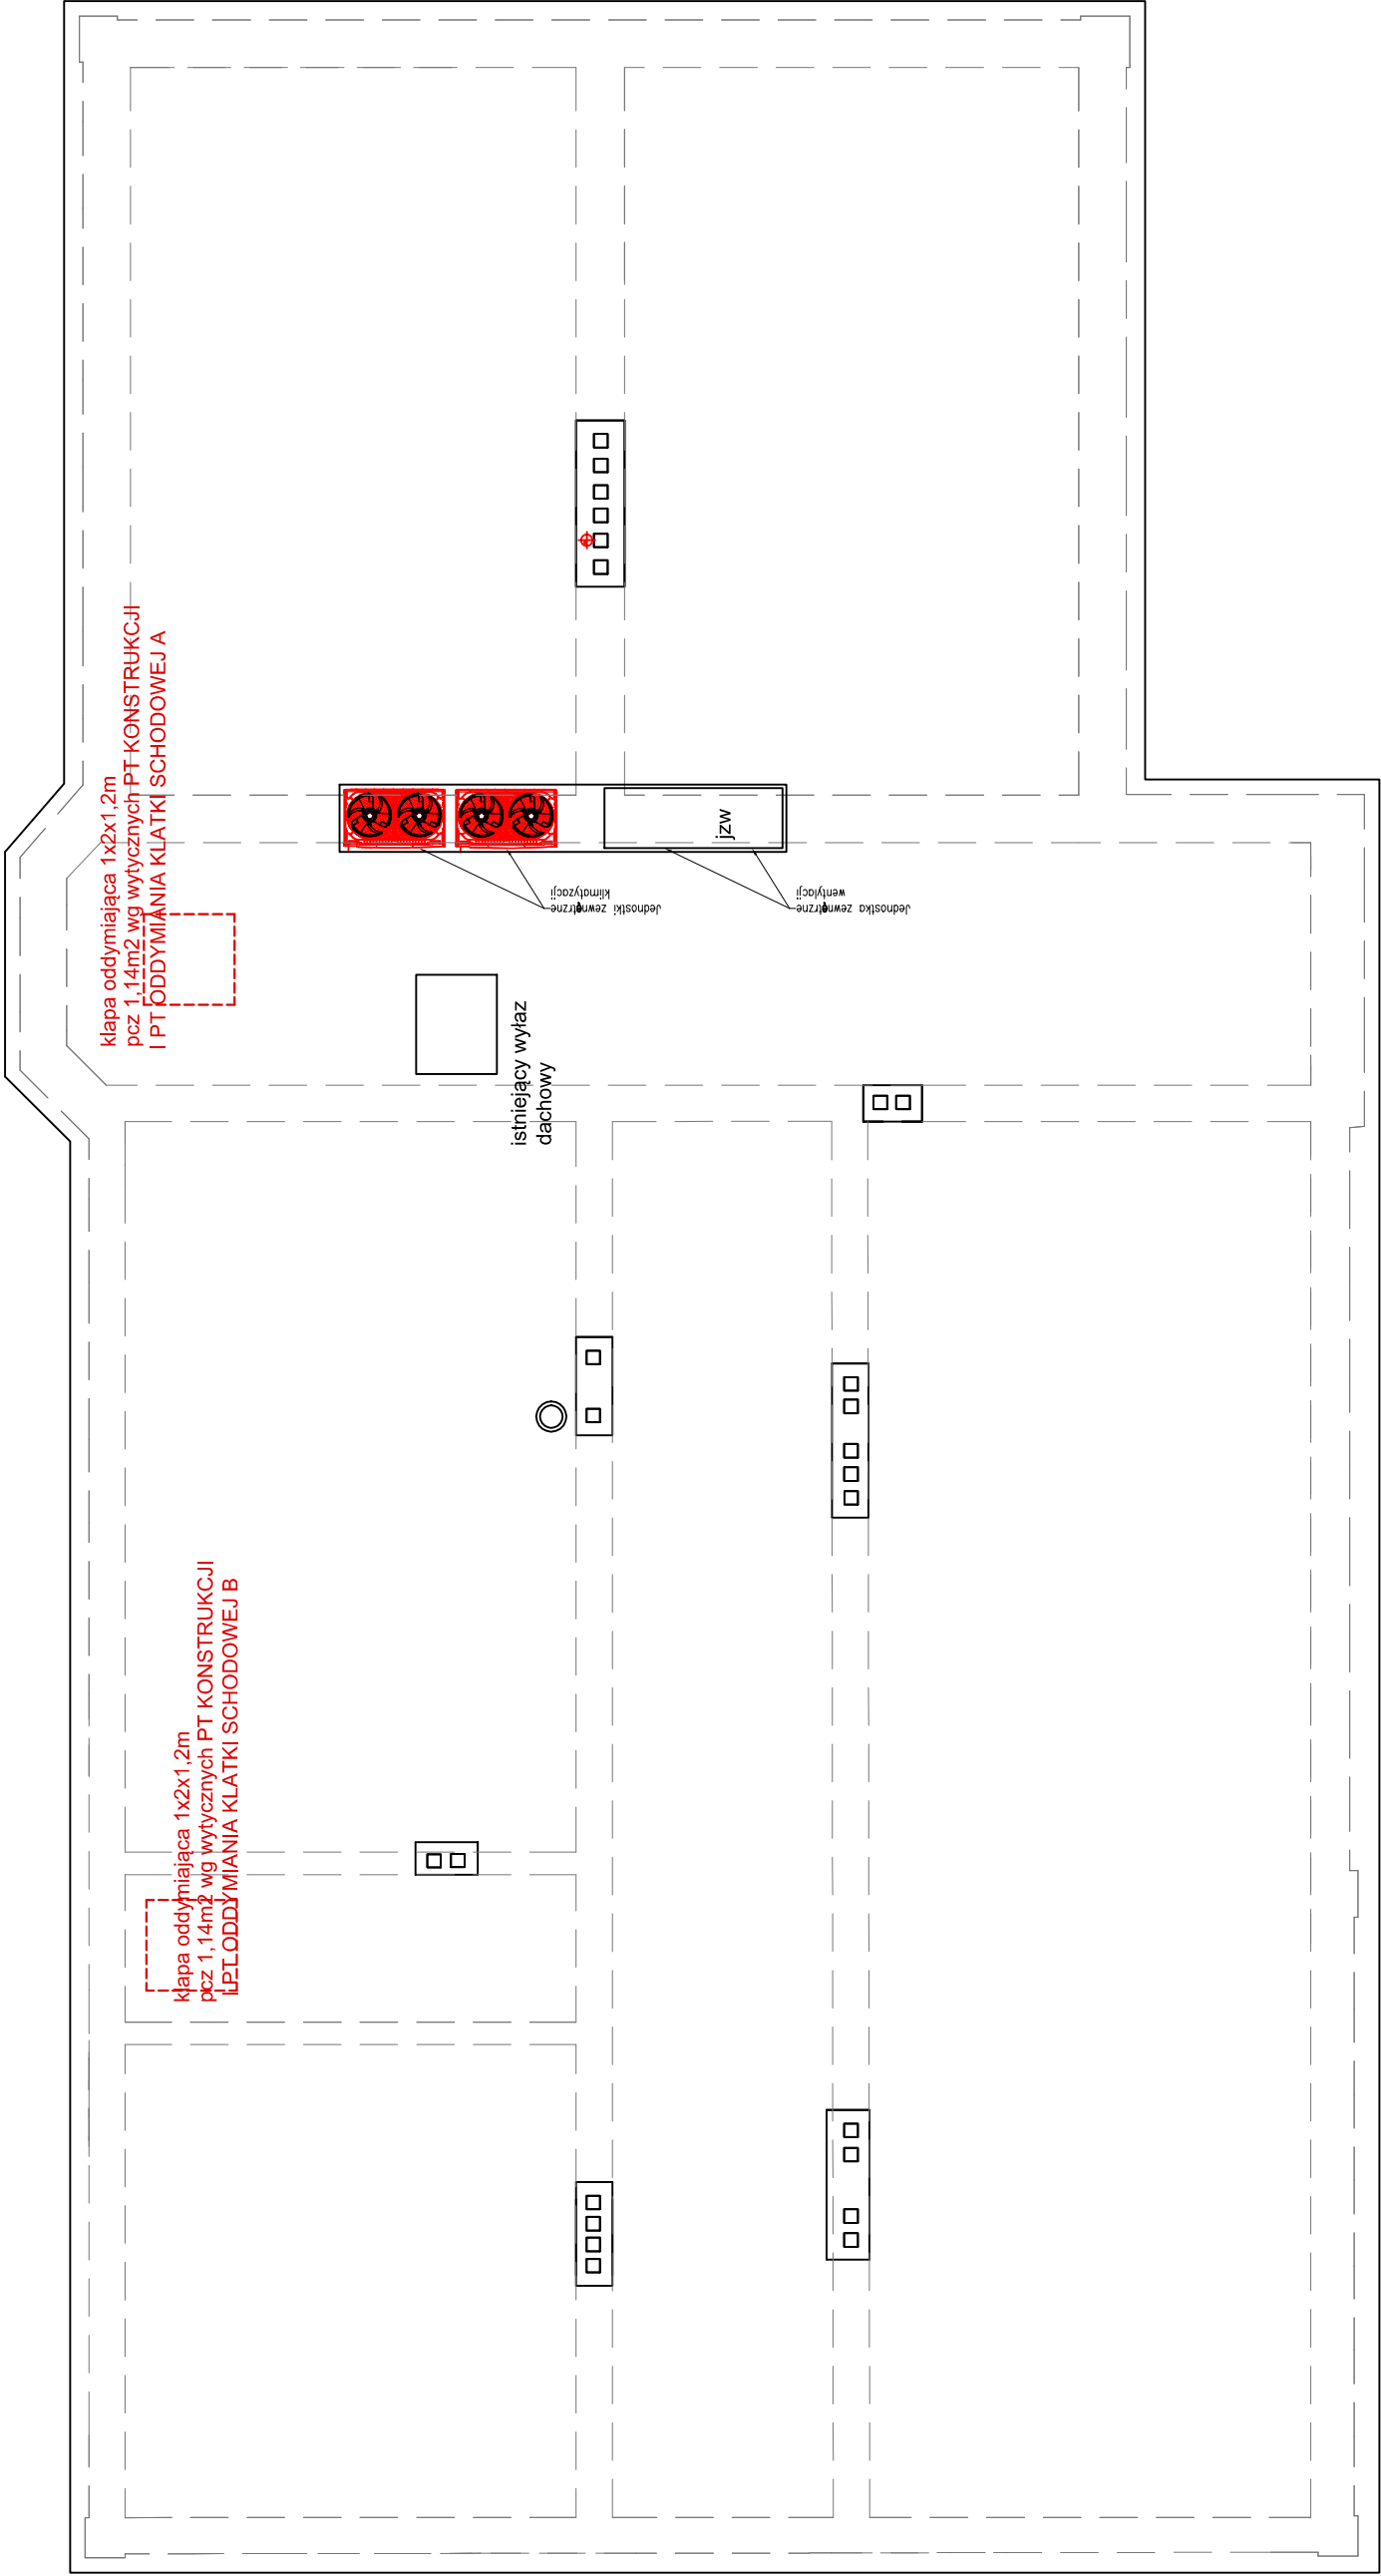 klapa oddymiająca 1x2x1,2m
pcz 1,14m2 wg wytycznych PT KONSTRUKCJI
I PT ODDYMIANIA KLATKI SCHODOWEJ A
jzw
Jednostki zewnętrzne
klimatyzacji
Jednostka zewnętrzne
wentylacji
istniejący wyłaz
dachowy
klapa oddymiająca 1x2x1,2m
pcz 1,14m2 wg wytycznych PT KONSTRUKCJI
I PT ODDYMIANIA KLATKI SCHODOWEJ B